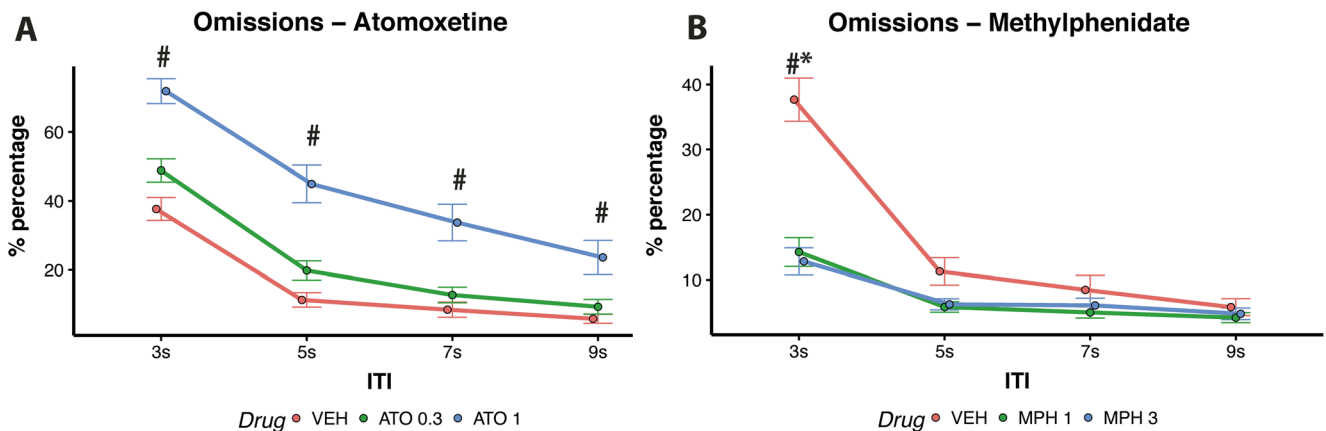 A
Omissions – Atomoxetine
#
#
#
#
% percentage
60
40
20
3s
5s
7s
9s
ITI
Drug VEH ATO 0.3 ATO 1
B
Omissions – Methylphenidate
#*
% percentage
40
30
20
10
3s
5s
7s
9s
ITI
Drug VEH MPH 1 MPH 3